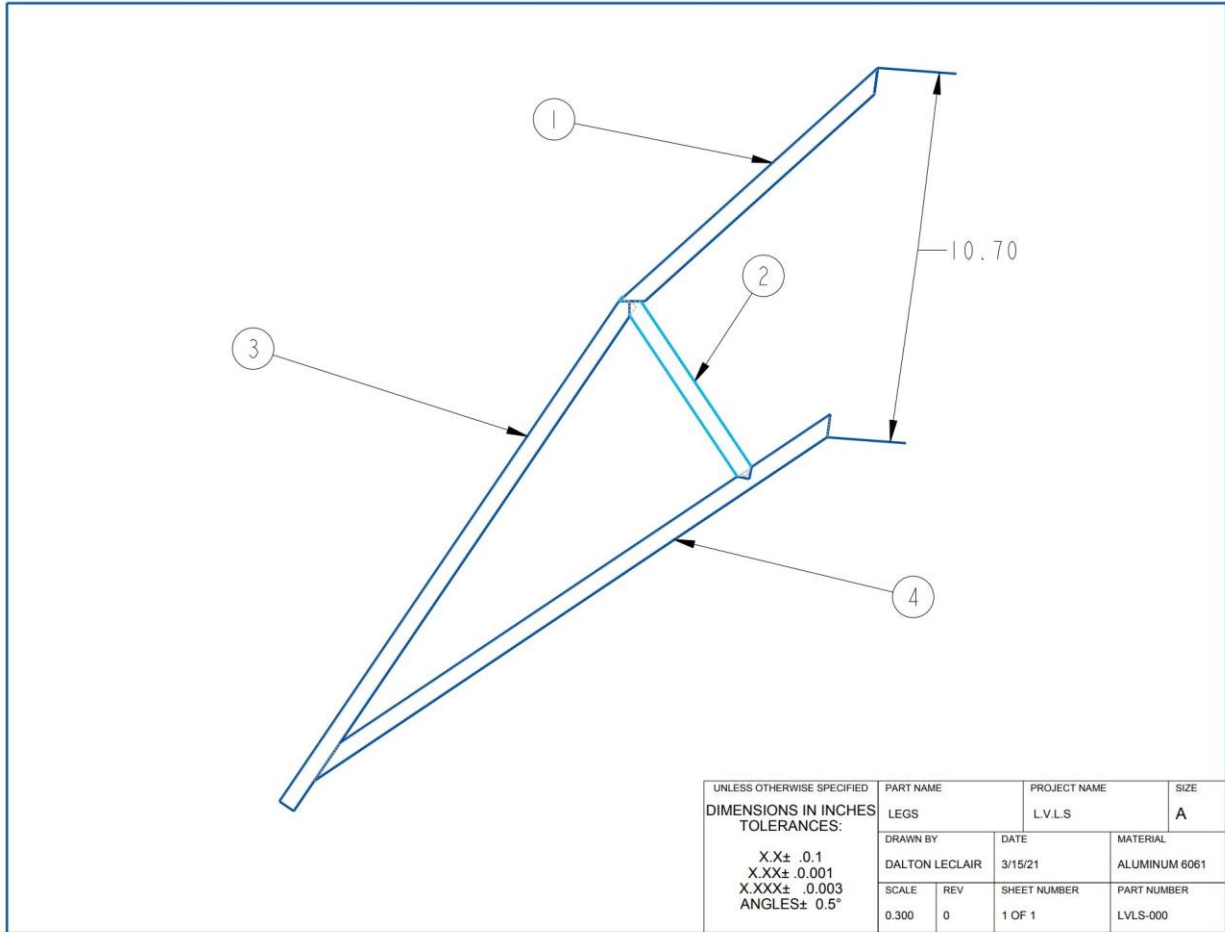 1
10.70
2
3
4
UNLESS OTHERWISE SPECIFIED
DIMENSIONS IN INCHES
TOLERANCES:
X.X± .0.1
X.XX± .0.001
X.XXX± .0.003
ANGLES± 0.5°
PART NAME
LEGS
PROJECT NAME
L.V.L.S
SIZE
A
DRAWN BY
DALTON LECLAIR
DATE
3/15/21
MATERIAL
ALUMINUM 6061
SCALE
0.300
REV
0
SHEET NUMBER
1 OF 1
PART NUMBER
LVLS-000